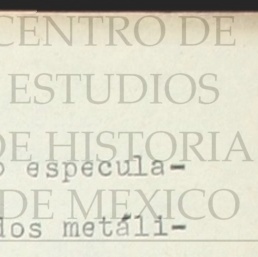 CENTRO DE
ESTUDIOS
DE HISTORIA
o especula-
DE MEXICO
dos metáli-